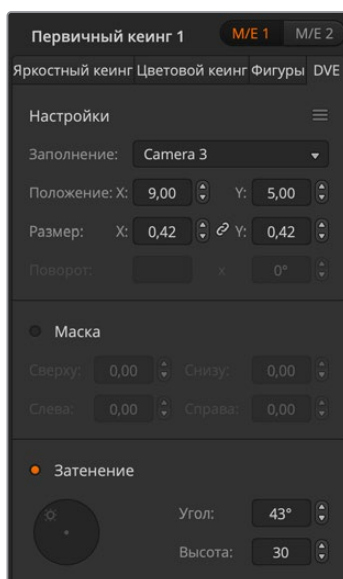 Первичный кеинг 1 M/E 1 M/E 2
Яркостный кеинг Цветовой кеинг Фигуры DVE
Настройки
Заполнение: Camera 3
Положение: X: 9,00 Y: 5,00
Размер: X: 0,42 Y: 0,42
Поворот: x 0°
Маска
Сверху: 0,00 Снизу: 0,00
Слева: 0,00 Справа: 0,00
Затенение
Угол: 43°
Высота: 30